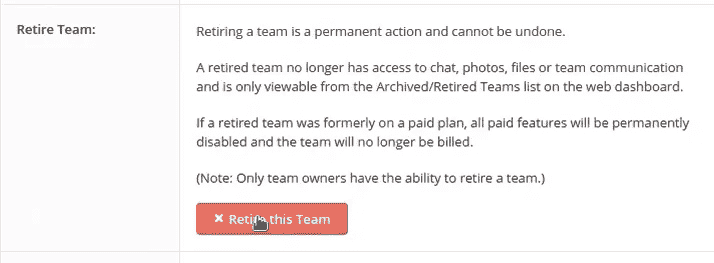 Retire Team:
Retiring a team is a permanent action and cannot be undone.
A retired team no longer has access to chat, photos, files or team communication
and is only viewable from the Archived/Retired Teams list on the web dashboard.
If a retired team was formerly on a paid plan, all paid features will be permanently
disabled and the team will no longer be billed.
(Note: Only team owners have the ability to retire a team.)
✖ Retire this Team